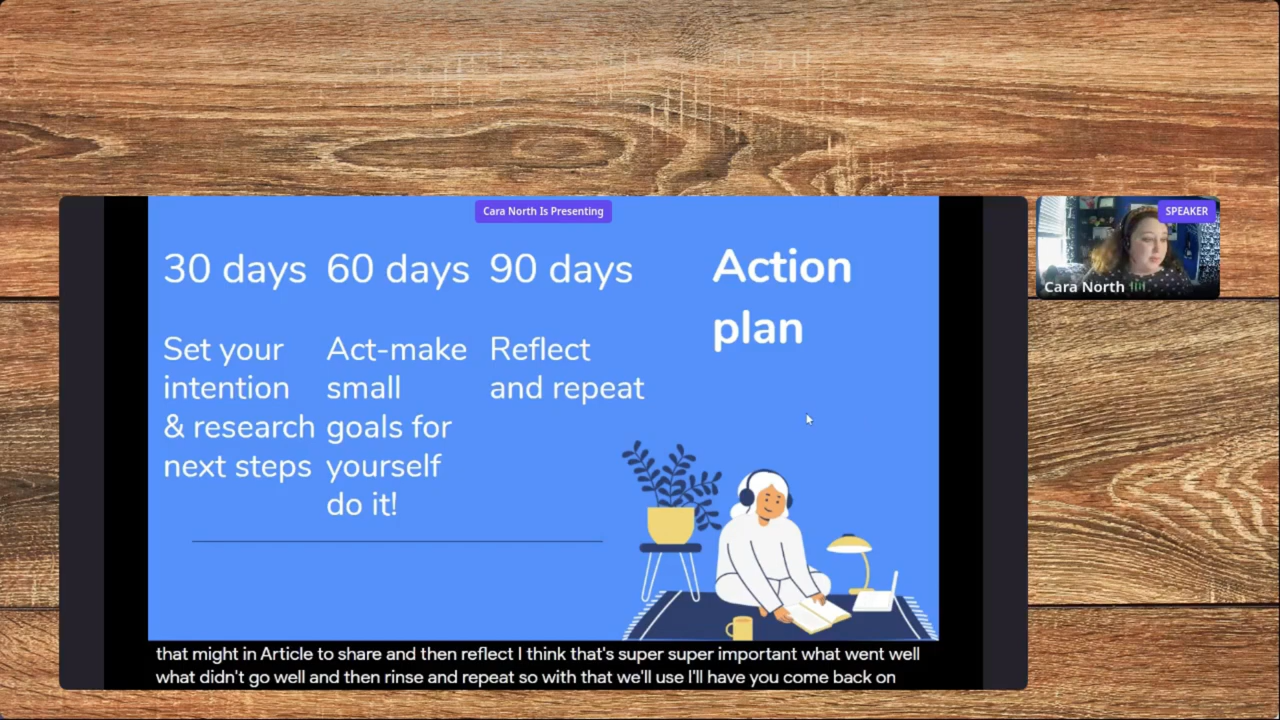 Cara North Is Presenting
30 days
Set your
intention
& research
next steps
60 days
Act-make
small
goals for
yourself
do it!
90 days
Reflect
and repeat
Action
plan
that might in Article to share and then reflect I think that's super super important what went well
what didn't go well and then rinse and repeat so with that we'll use I'll have you come back on
SPEAKER
Cara North